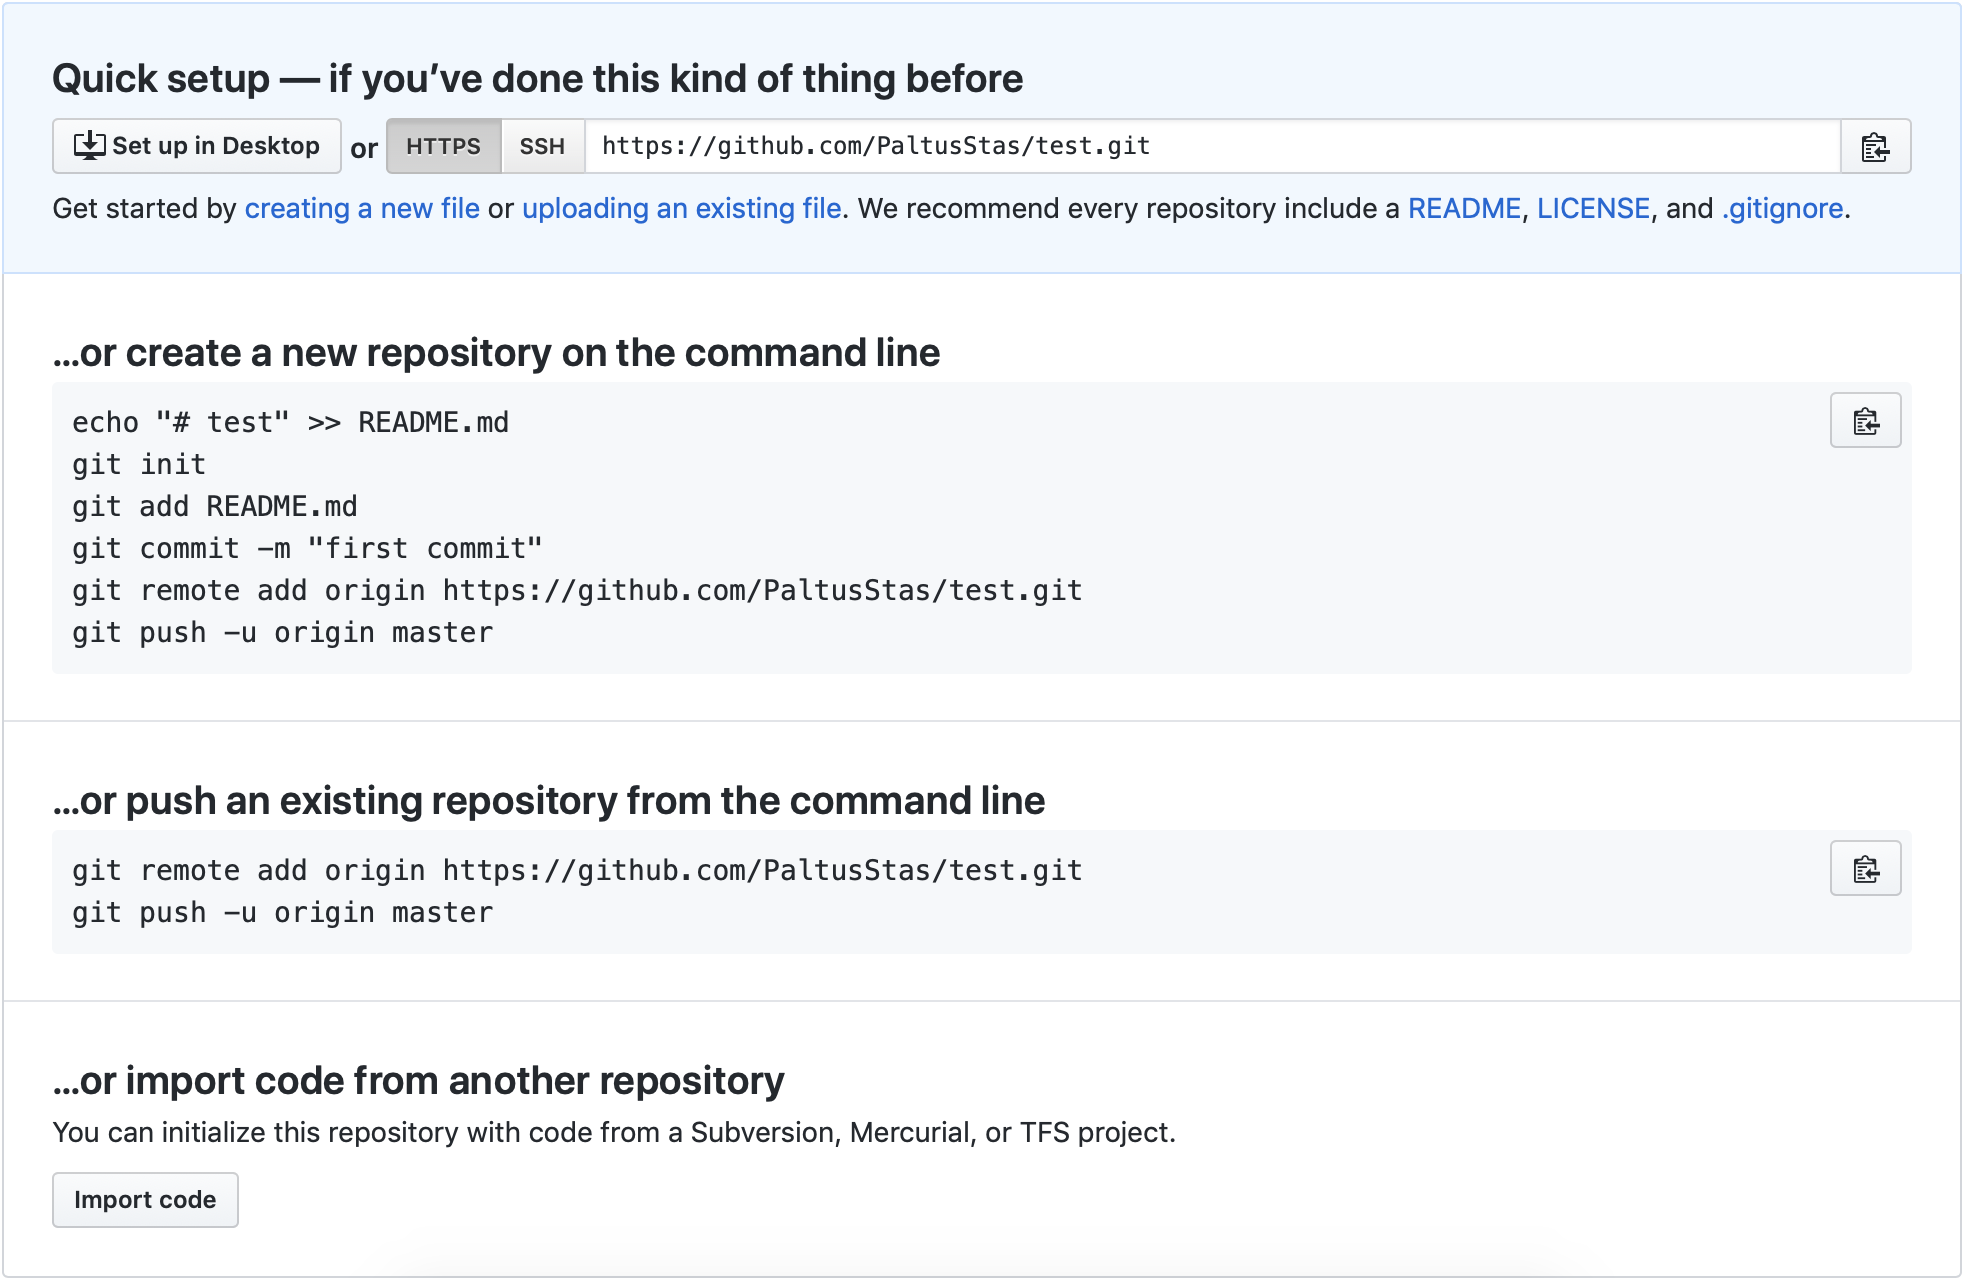 Quick setup — if you’ve done this kind of thing before
Set up in Desktop or HTTPS SSH https://github.com/PaltusStas/test.git
Get started by creating a new file or uploading an existing file. We recommend every repository include a README, LICENSE, and .gitignore.
…or create a new repository on the command line
echo "# test" >> README.md
git init
git add README.md
git commit -m "first commit"
git remote add origin https://github.com/PaltusStas/test.git
git push -u origin master
…or push an existing repository from the command line
git remote add origin https://github.com/PaltusStas/test.git
git push -u origin master
…or import code from another repository
You can initialize this repository with code from a Subversion, Mercurial, or TFS project.
Import code